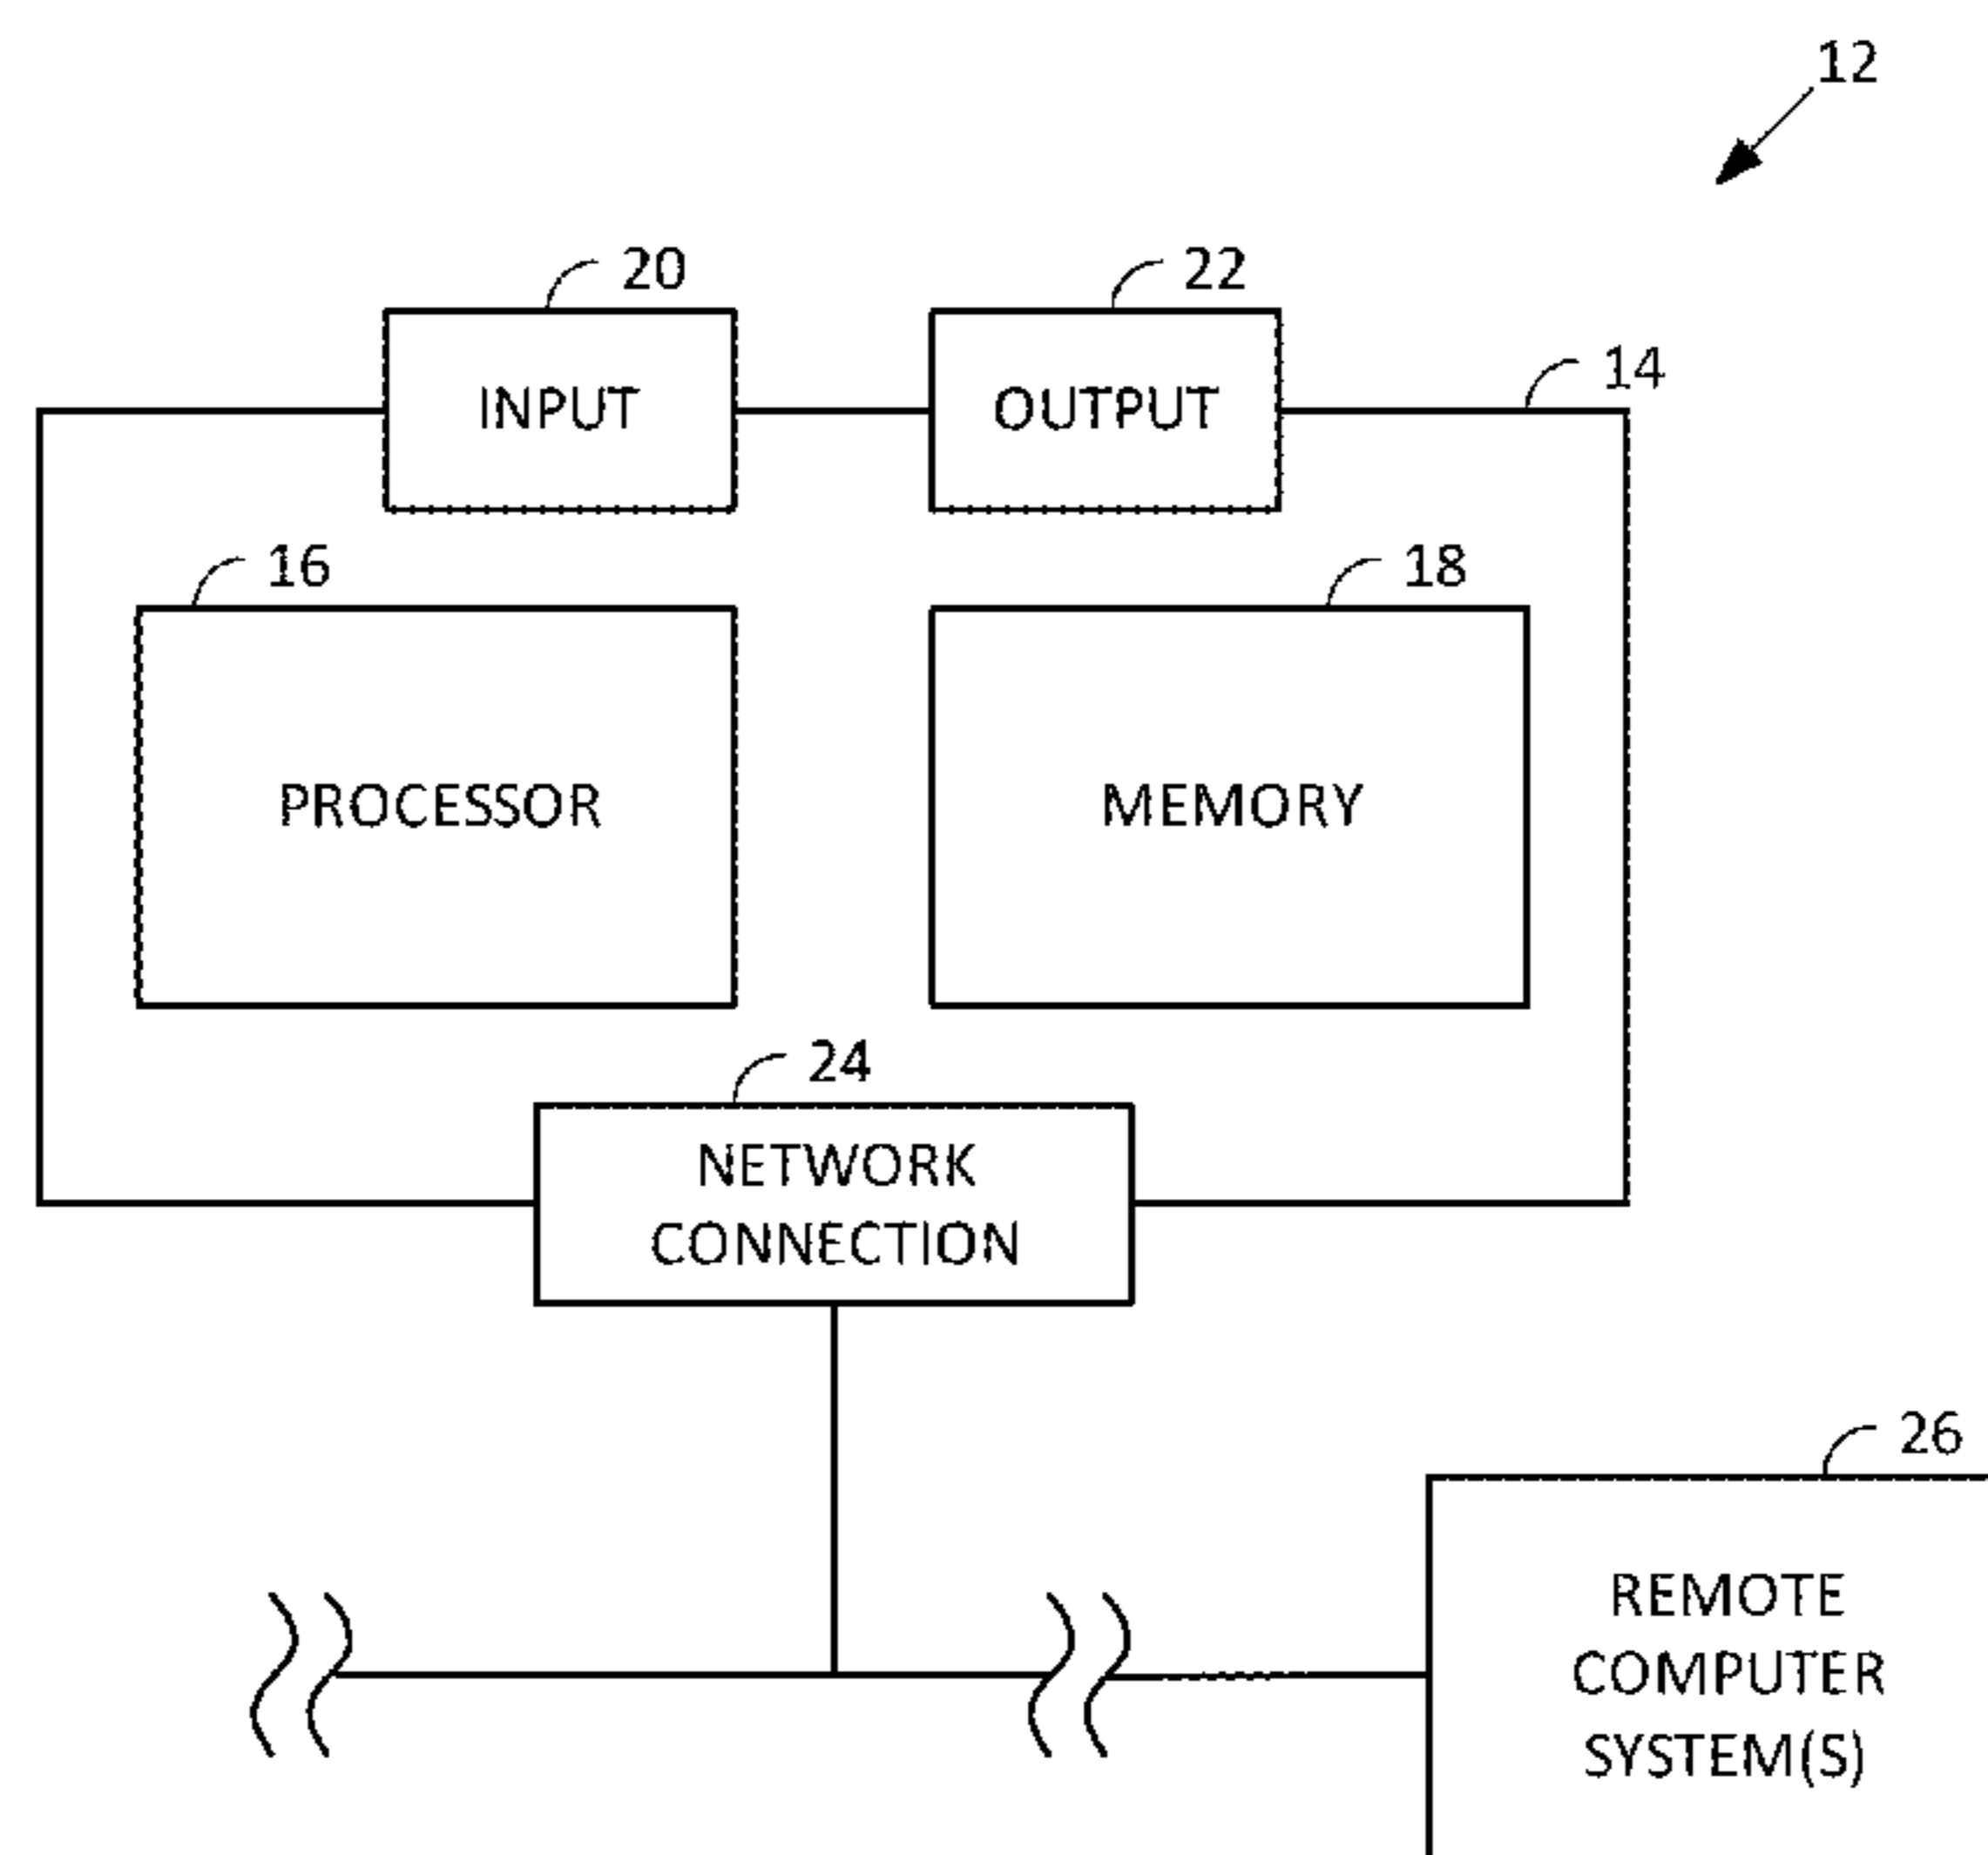 12
20
22
INPUT
OUTPUT
14
16
18
PROCESSOR
MEMORY
24
NETWORK
CONNECTION
26
REMOTE
COMPUTER
SYSTEM(S)